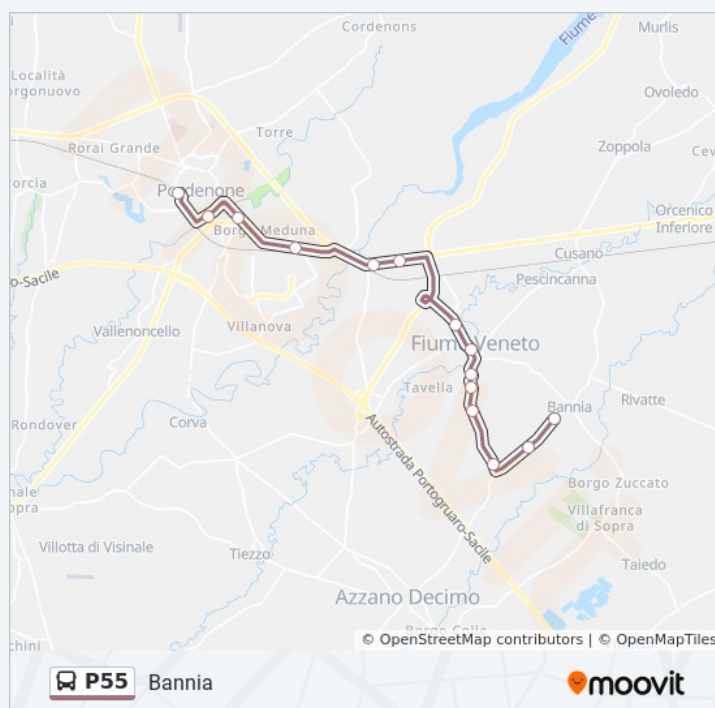 Cordenons
Fiume
Murlis
Località
orgonuovo
Ovoledo
Torre
Rorai Grande
Zoppola
Cev
orcia
Pordenone
Orcenico
Inferiore
Borgo Meduna
Cusano
o-Sacile
Pescincanna
Vallenoncello
Villanova
Fiume Veneto
Tavella
Bannia
Rivatte
Rondover
Corva
Autostrada Portogruaro-Sacile
Borgo Zuccato
nale
opra
Villafranca
di Sopra
Villotta di Visinale
Tiezzo
Taiedo
Azzano Decimo
chini
© OpenStreetMap contributors | © OpenMapTiles
P55 Bannia
moovit